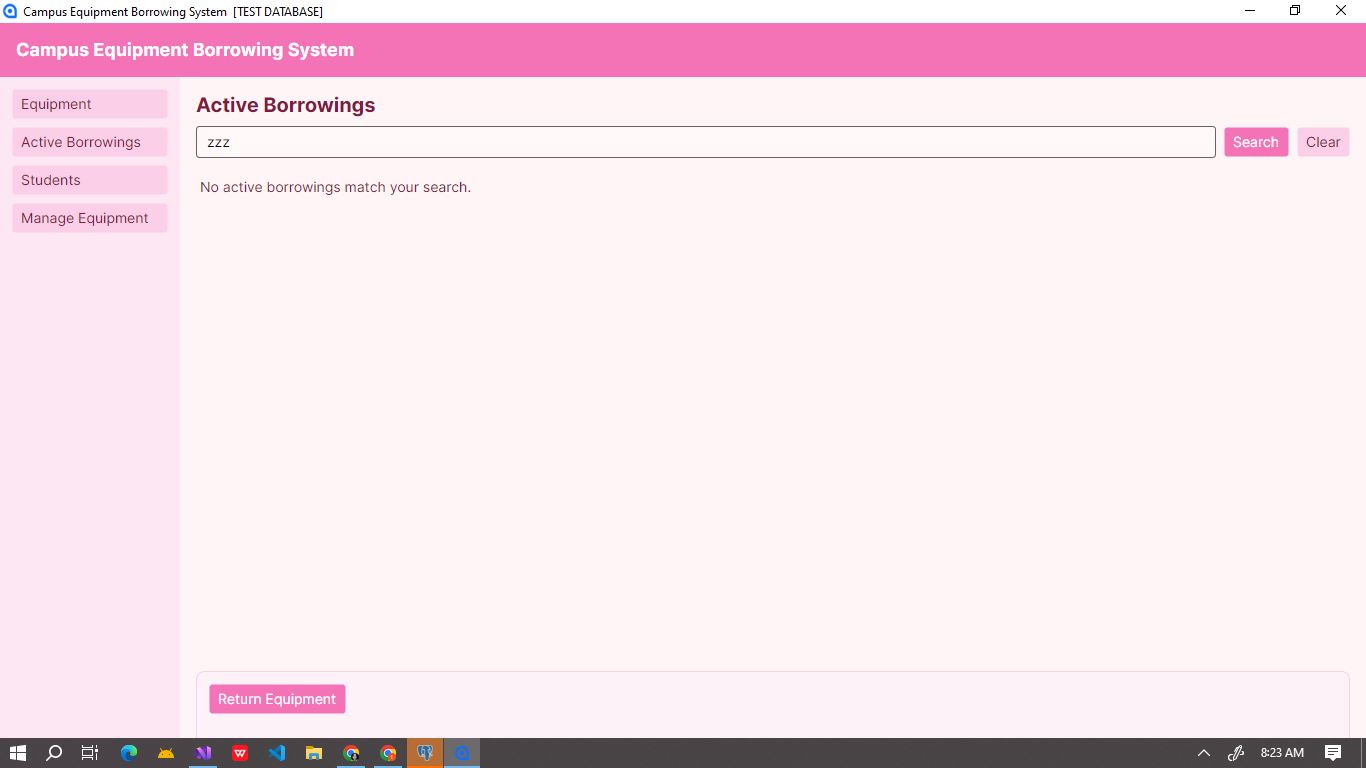 Campus Equipment Borrowing System [TEST DATABASE]
Campus Equipment Borrowing System
Equipment
Active Borrowings
Students
Manage Equipment
Active Borrowings
zzz
Search
Clear
No active borrowings match your search.
Return Equipment
8:23 AM